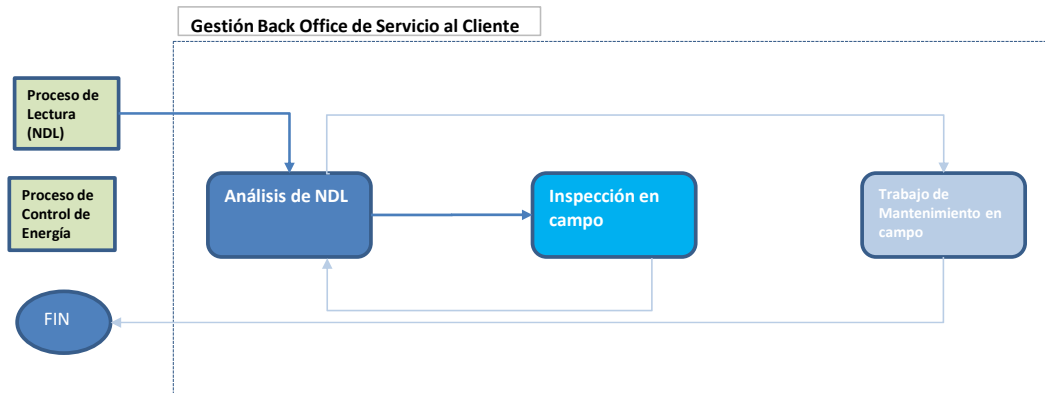 Gestión Back Office de Servicio al Cliente
Proceso de
Lectura
(NDL)
Proceso de
Control de
Energía
FIN
Análisis de NDL
Inspección en
campo
Trabajo de
Mantenimiento en
campo